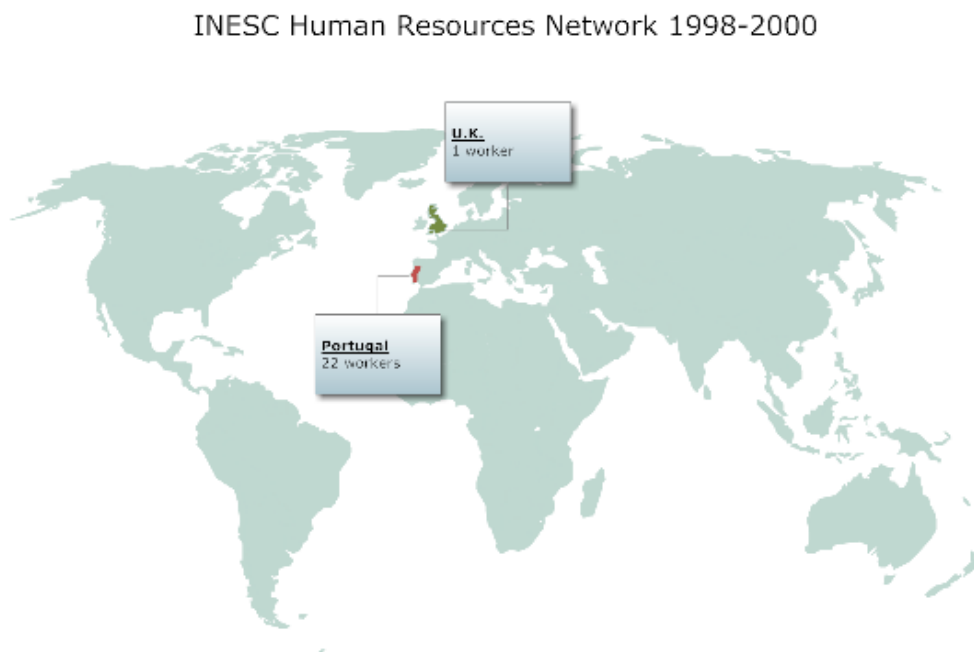 INESC Human Resources Network 1998-2000
U.K.
1 worker
Portugal
22 workers